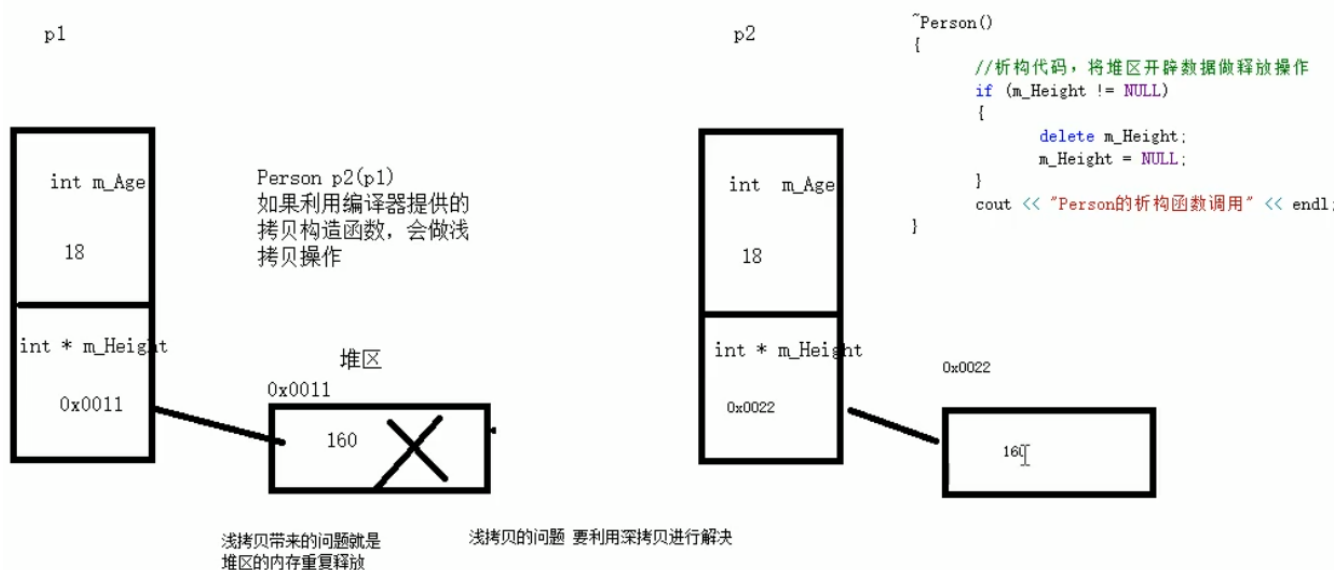 p1
int m_Age
18
int * m_Height
0x0011
Person p2(p1)
如果利用编译器提供的
拷贝构造函数，会做浅
拷贝操作
堆区
0x0011
160
浅拷贝带来的问题就是
堆区的内存重复释放
浅拷贝的问题 要利用深拷贝进行解决
p2
int m_Age
18
int * m_Height
0x0022
0x0022
160
~Person()
{
//析构代码，将堆区开辟数据做释放操作
if (m_Height != NULL)
{
delete m_Height;
m_Height = NULL;
}
cout << "Person的析构函数调用" << endl;
}